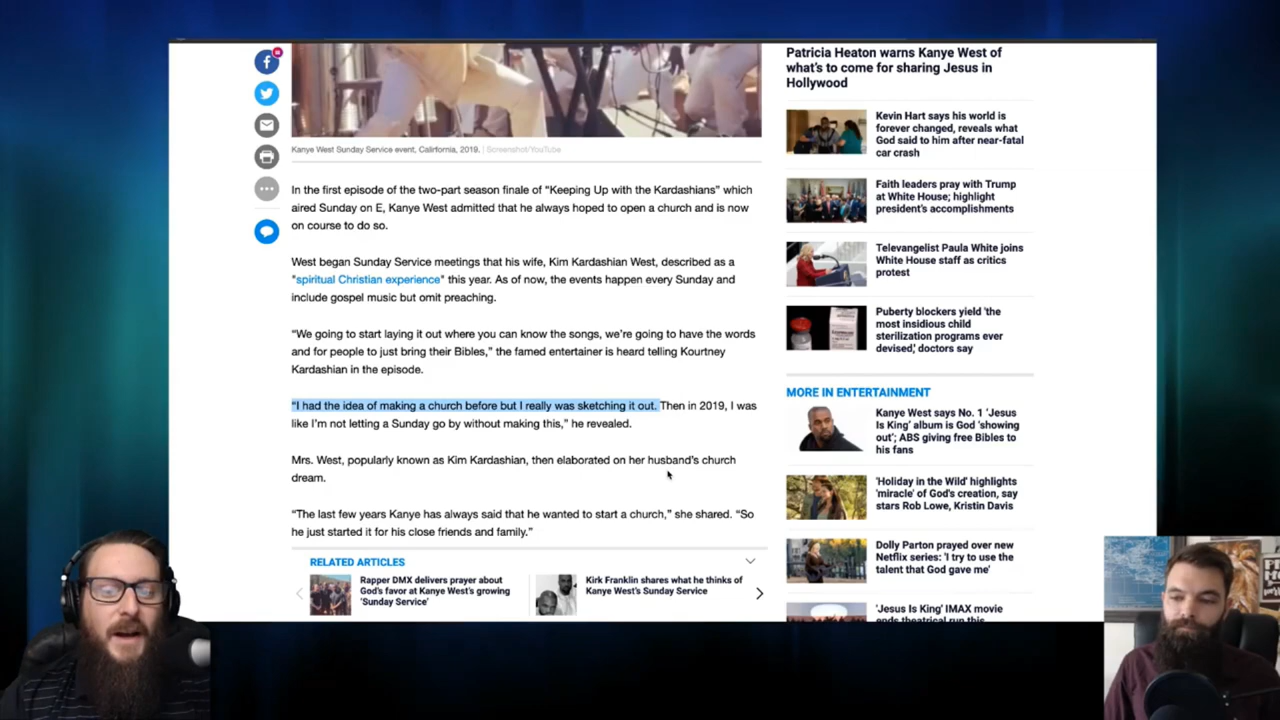 Kanye West Sunday Service event, California, 2019. | Screenshot/YouTube
In the first episode of the two-part season finale of “Keeping Up with the Kardashians” which
aired Sunday on E, Kanye West admitted that he always hoped to open a church and is now
on course to do so.
West began Sunday Service meetings that his wife, Kim Kardashian West, described as a
"spiritual Christian experience" this year. As of now, the events happen every Sunday and
include gospel music but omit preaching.
“We going to start laying it out where you can know the songs, we’re going to have the words
and for people to just bring their Bibles,” the famed entertainer is heard telling Kourtney
Kardashian in the episode.
“I had the idea of making a church before but I really was sketching it out. Then in 2019, I was
like I’m not letting a Sunday go by without making this,” he revealed.
Mrs. West, popularly known as Kim Kardashian, then elaborated on her husband’s church
dream.
“The last few years Kanye has always said that he wanted to start a church,” she shared. “So
he just started it for his close friends and family.”
RELATED ARTICLES
Rapper DMX delivers prayer about
God's favor at Kanye West's growing
'Sunday Service'
Kirk Franklin shares what he thinks of
Kanye West's Sunday Service
Patricia Heaton warns Kanye West of
what’s to come for sharing Jesus in
Hollywood
Kevin Hart says his world is
forever changed, reveals what
God said to him after near-fatal
car crash
Faith leaders pray with Trump
at White House; highlight
president’s accomplishments
Televangelist Paula White joins
White House staff as critics
protest
Puberty blockers yield 'the
most insidious child
sterilization programs ever
devised,' doctors say
MORE IN ENTERTAINMENT
Kanye West says No. 1 ‘Jesus
Is King’ album is God ‘showing
out’; ABS giving free Bibles to
his fans
'Holiday in the Wild' highlights
'miracle' of God's creation, say
stars Rob Lowe, Kristin Davis
Dolly Parton prayed over new
Netflix series: 'I try to use the
talent that God gave me'
'Jesus Is King' IMAX movie
ends theatrical run this